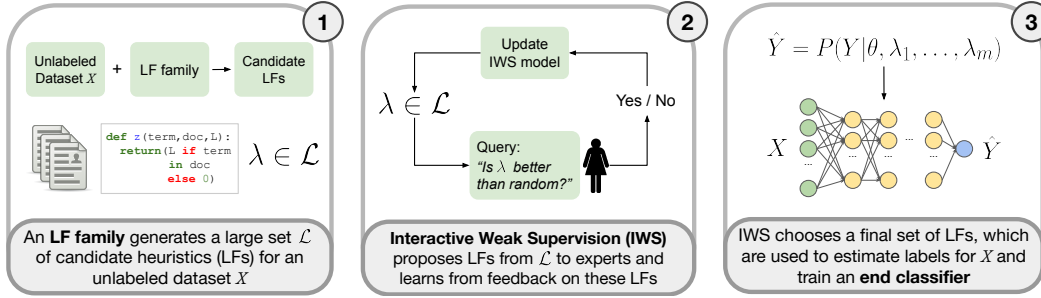 1
Unlabeled
Dataset X
+
LF family
Candidate
LFs
def z(term,doc,L):
return(L if term
in doc
else 0)
λ ∈ ℒ
An LF family generates a large set ℒ
of candidate heuristics (LFs) for an
unlabeled dataset X
2
Update
IWS model
λ ∈ ℒ
Yes / No
Query:
“Is λ better
than random?”
Interactive Weak Supervision (IWS)
proposes LFs from ℒ to experts and
learns from feedback on these LFs
3
Ŷ = P(Y|θ, λ₁, . . . , λₘ)
X
...
...
...
...
...
Ŷ
IWS chooses a final set of LFs, which
are used to estimate labels for X and
train an end classifier